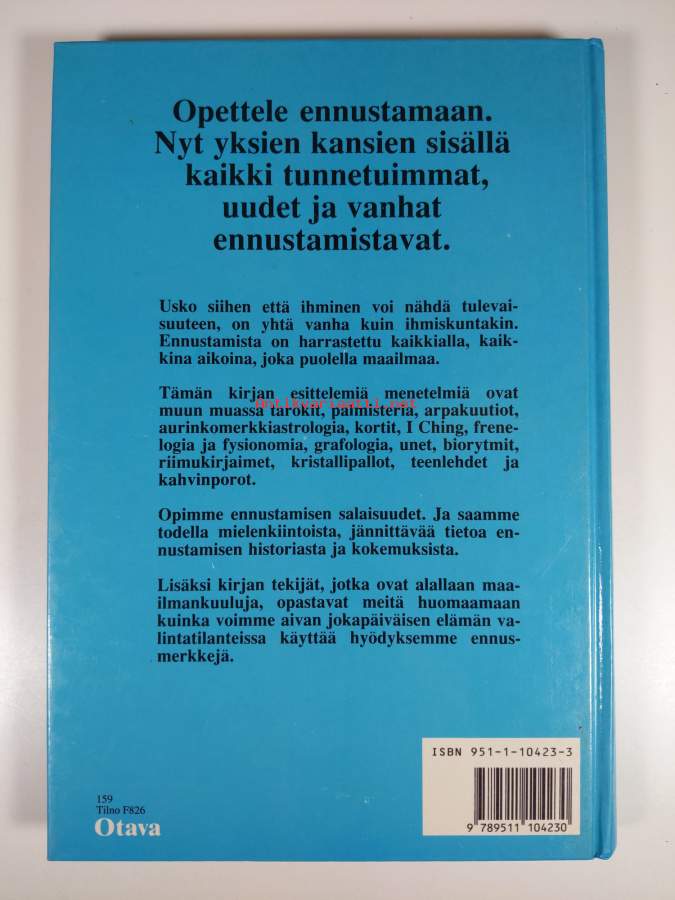 Opettele ennustamaan.
Nyt yksien kansien sisällä
kaikki tunnetuimmat,
uudet ja vanhat
ennustamistavat.
Usko siihen että ihminen voi nähdä tulevai-
suuteen, on yhtä vanha kuin ihmiskuntakin.
Ennustamista on harrastettu kaikkialla, kaik-
kina aikoina, joka puolella maailmaa.
Tämän kirjan esittelemiä menetelmiä ovat
muun muassa tarokit, palmisteria, arpakuutiot,
aurinkomerkkiastrologia, kortit, I Ching, frene-
logia ja fysionomia, grafologia, unet, biorytmit,
riimukirjaimet, kristallipallot, teenlehdet ja
kahvinporot.
Opimme ennustamisen salaisuudet. Ja saamme
todella mielenkiintoista, jännittävää tietoa en-
nustamisen historiasta ja kokemuksista.
Lisäksi kirjan tekijät, jotka ovat alallaan maa-
ilmankuuluja, opastavat meitä huomaamaan
kuinka voimme aivan jokapäiväisen elämän va-
lintatilanteissa käyttää hyödyksemme ennus-
merkkejä.
ISBN 951-1-10423-3
9 789511 104230
159
Tilno F826
Otava
Antikvariaatti.net